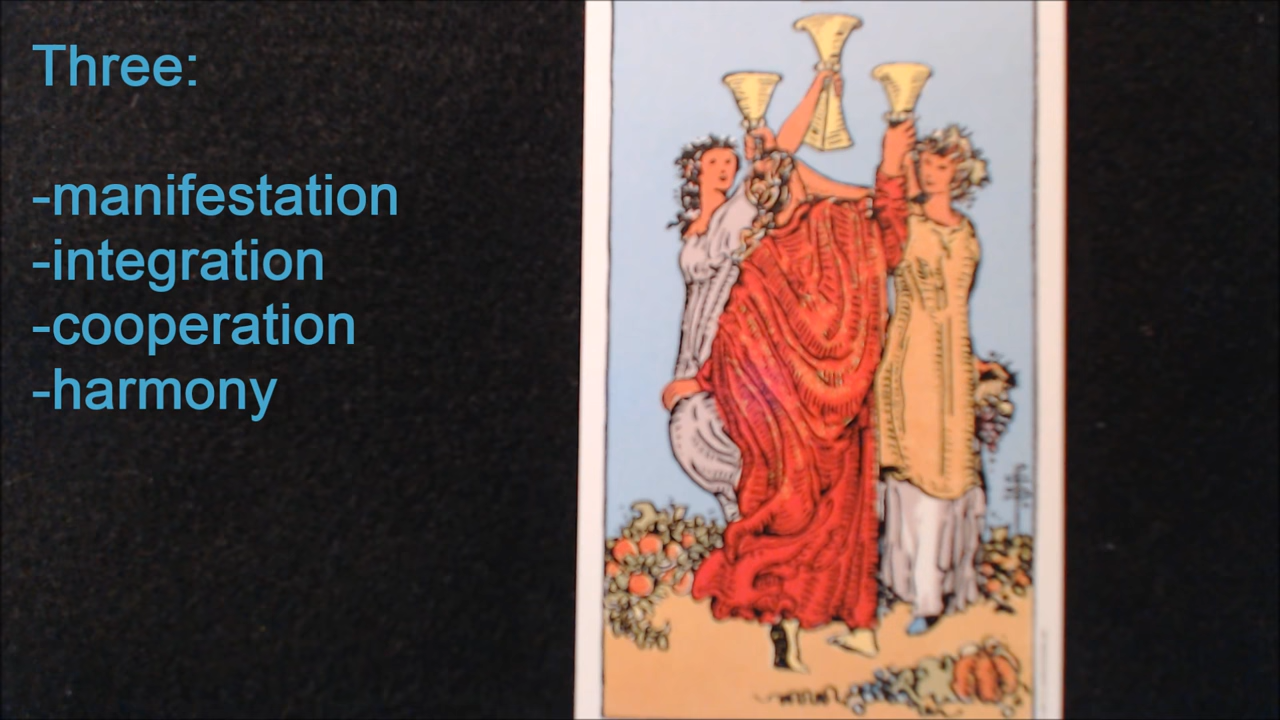 Three:
-manifestation
-integration
-cooperation
-harmony